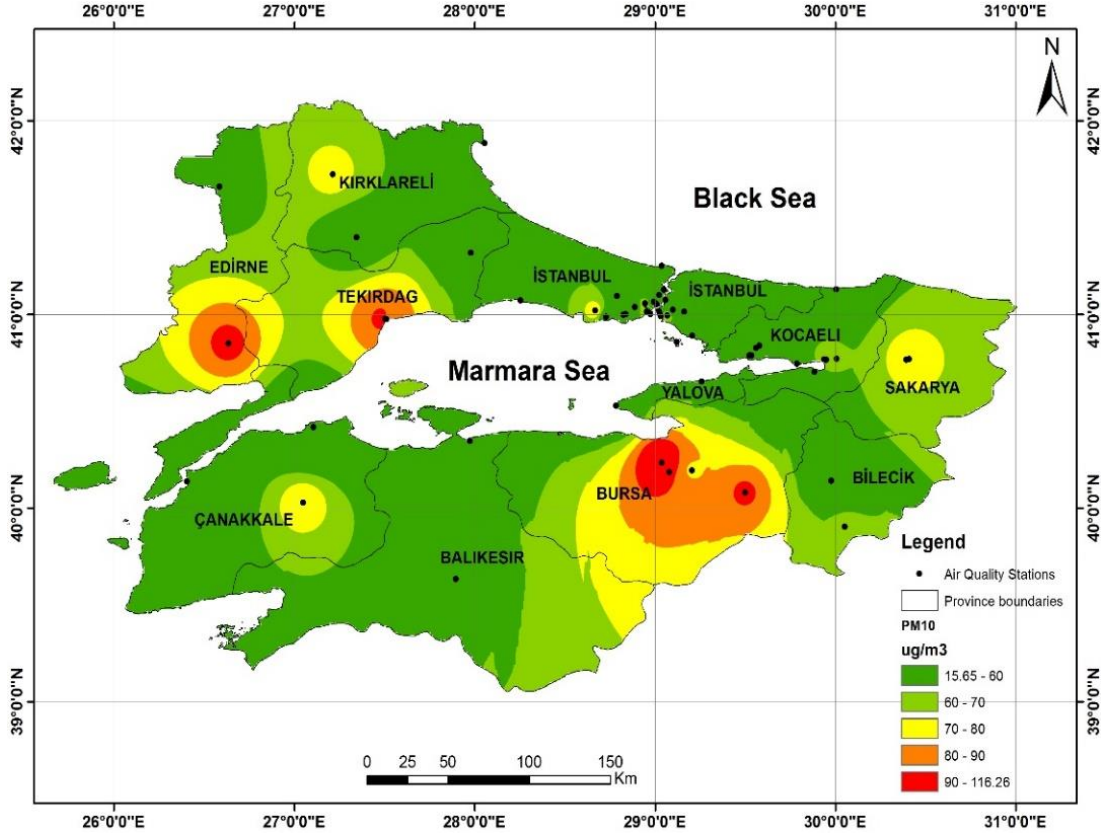 26°0'0"E 27°0'0"E 28°0'0"E 29°0'0"E 30°0'0"E 31°0'0"E
N
42°0'0"N 42°0'0"N
KIRKLARELİ
Black Sea
EDİRNE
İSTANBUL
TEKIRDAG
İSTANBUL
41°0'0"N 41°0'0"N
KOCAELİ
Marmara Sea
SAKARYA
YALOVA
BİLECİK
BURSA
ÇANAKKALE
40°0'0"N 40°0'0"N
BALIKEŞIR
Legend
Air Quality Stations
Province boundaries
PM10
ug/m3
15.65 - 60
60 - 70
70 - 80
80 - 90
90 - 116.26
39°0'0"N 39°0'0"N
0 25 50 100 150
Km
26°0'0"E 27°0'0"E 28°0'0"E 29°0'0"E 30°0'0"E 31°0'0"E